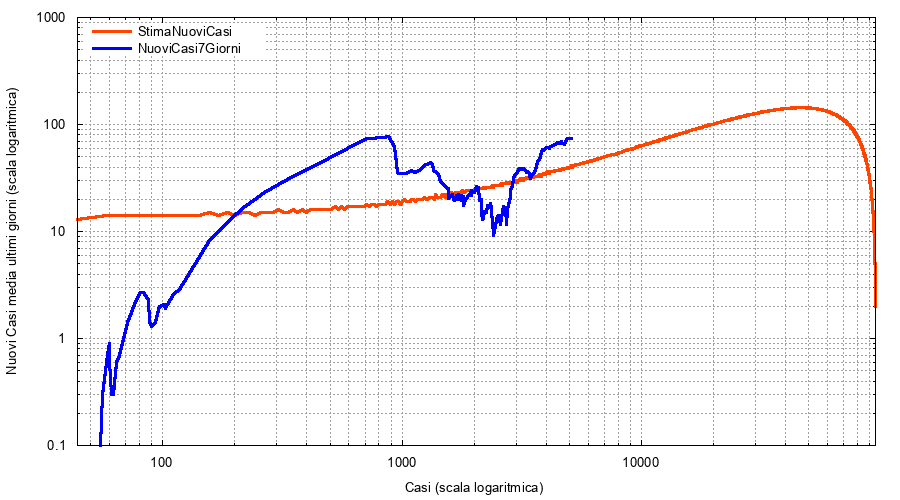 1000
StimaNuoviCasi
NuoviCasi7Giorni
100
10
1
0.1
Nuovi Casi media ultimi giorni (scala logaritmica)
100
1000
10000
Casi (scala logaritmica)